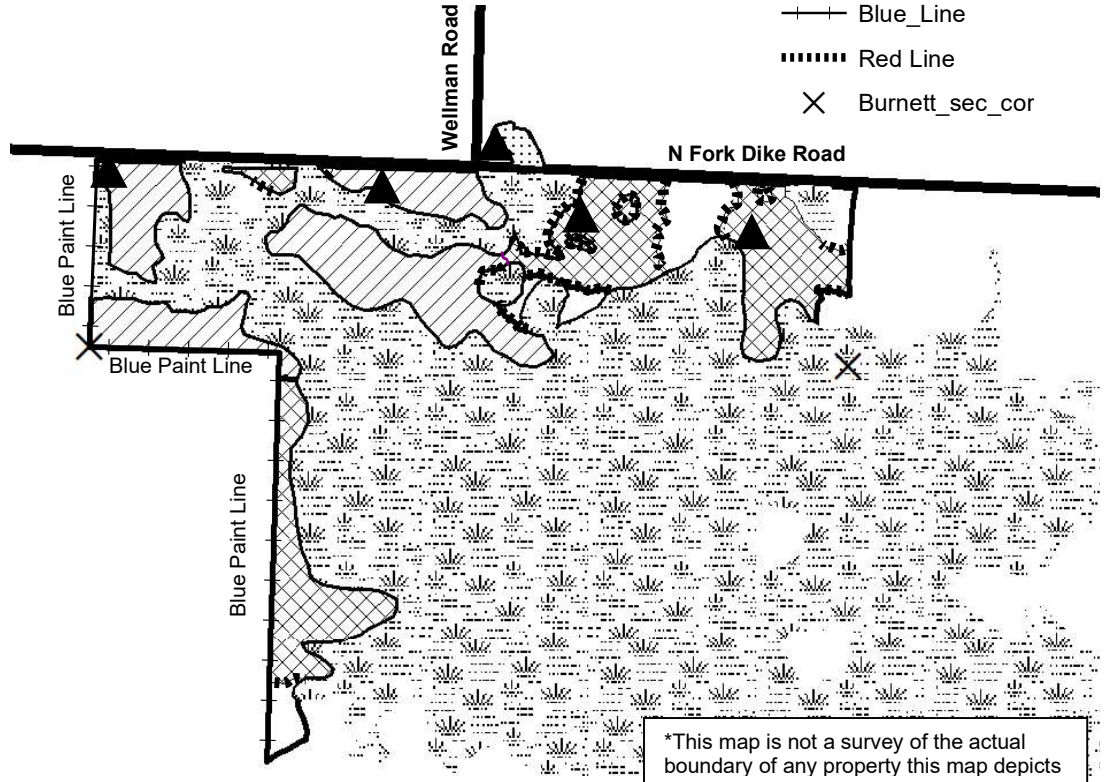 Blue_Line
Red Line
Burnett_sec_cor
Wellman Road
N Fork Dike Road
Blue Paint Line
Blue Paint Line
Blue Paint Line
*This map is not a survey of the actual
boundary of any property this map depicts